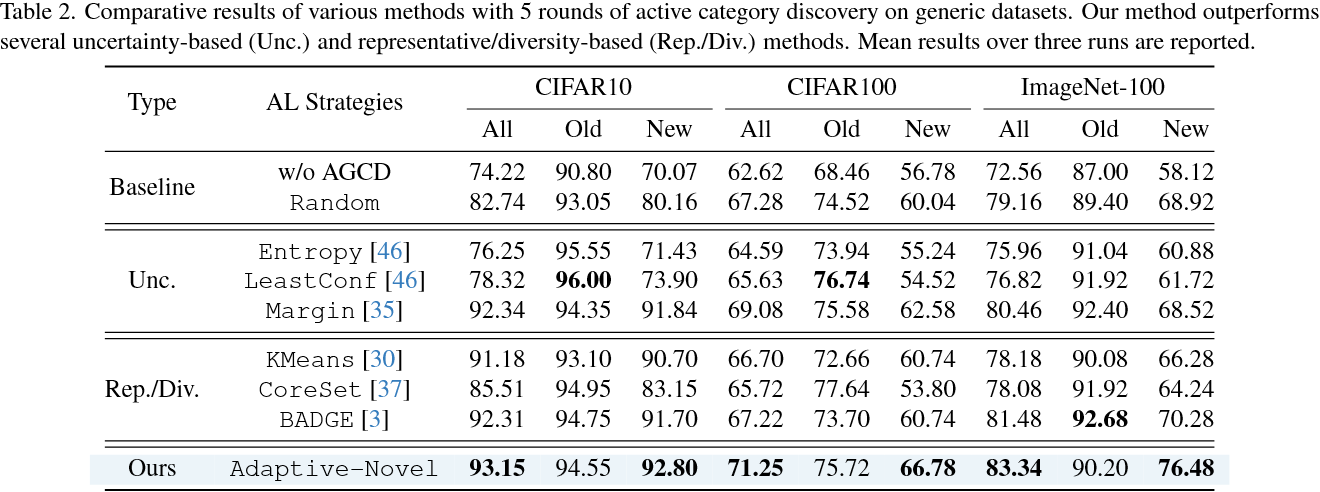 Table 2. Comparative results of various methods with 5 rounds of active category discovery on generic datasets. Our method outperforms
several uncertainty-based (Unc.) and representative/diversity-based (Rep./Div.) methods. Mean results over three runs are reported.
Type AL Strategies CIFAR10 CIFAR100 ImageNet-100
All Old New All Old New All Old New
Baseline
w/o AGCD 74.22 90.80 70.07 62.62 68.46 56.78 72.56 87.00 58.12
Random 82.74 93.05 80.16 67.28 74.52 60.04 79.16 89.40 68.92
Unc.
Entropy [46] 76.25 95.55 71.43 64.59 73.94 55.24 75.96 91.04 60.88
LeastConf [46] 78.32 96.00 73.90 65.63 76.74 54.52 76.82 91.92 61.72
Margin [35] 92.34 94.35 91.84 69.08 75.58 62.58 80.46 92.40 68.52
Rep./Div.
KMeans [30] 91.18 93.10 90.70 66.70 72.66 60.74 78.18 90.08 66.28
CoreSet [37] 85.51 94.95 83.15 65.72 77.64 53.80 78.08 91.92 64.24
BADGE [3] 92.31 94.75 91.70 67.22 73.70 60.74 81.48 92.68 70.28
Ours Adaptive-Novel 93.15 94.55 92.80 71.25 75.72 66.78 83.34 90.20 76.48